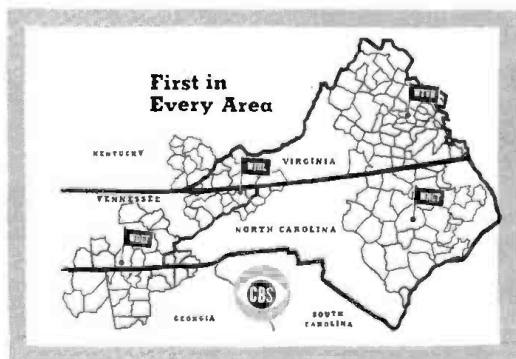 First in
Every Area
KENTUCKY
VIRGINIA
TENNESSEE
NORTH CAROLINA
CBS
GEORGIA
SOUTH
CAROLINA